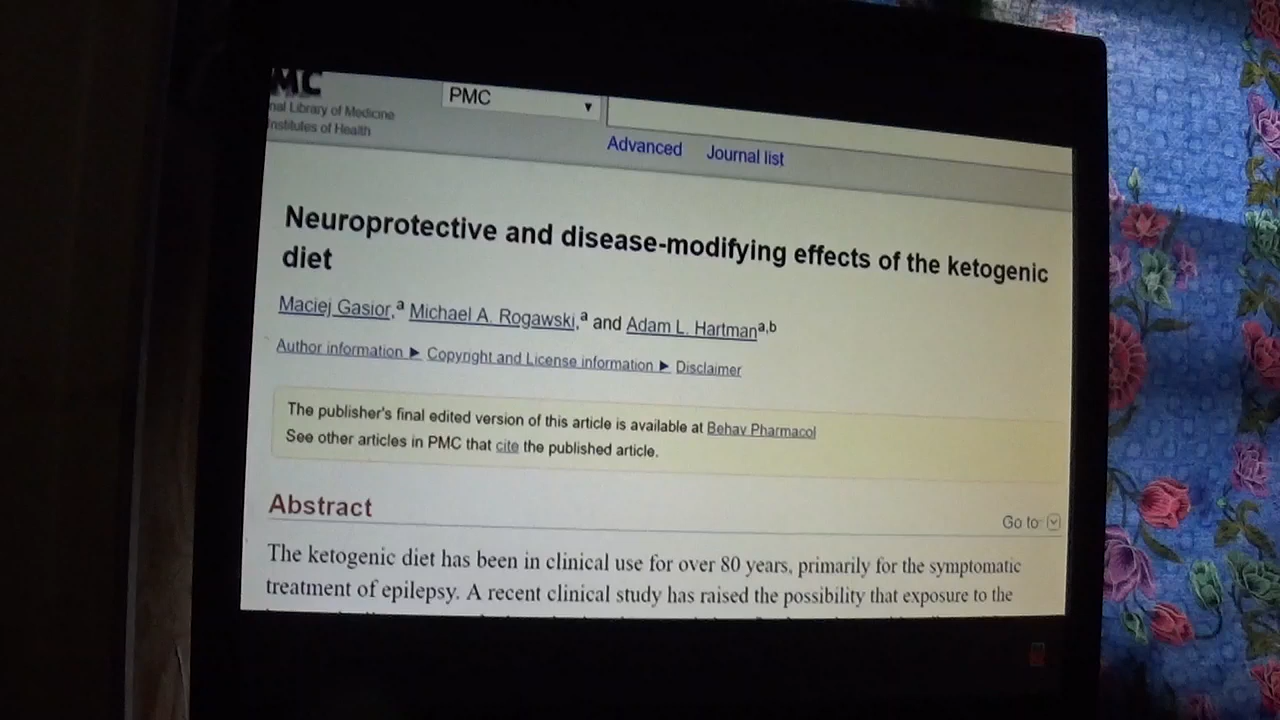 MC
nal Library of Medicine
nstitutes of Health
PMC
Advanced Journal list
Neuroprotective and disease-modifying effects of the ketogenic
diet
Maciej Gasior,a Michael A. Rogawski,a and Adam L. Hartmana,b
Author information ► Copyright and License information ► Disclaimer
The publisher's final edited version of this article is available at Behav Pharmacol
See other articles in PMC that cite the published article.
Abstract
Go to:
The ketogenic diet has been in clinical use for over 80 years, primarily for the symptomatic
treatment of epilepsy. A recent clinical study has raised the possibility that exposure to the